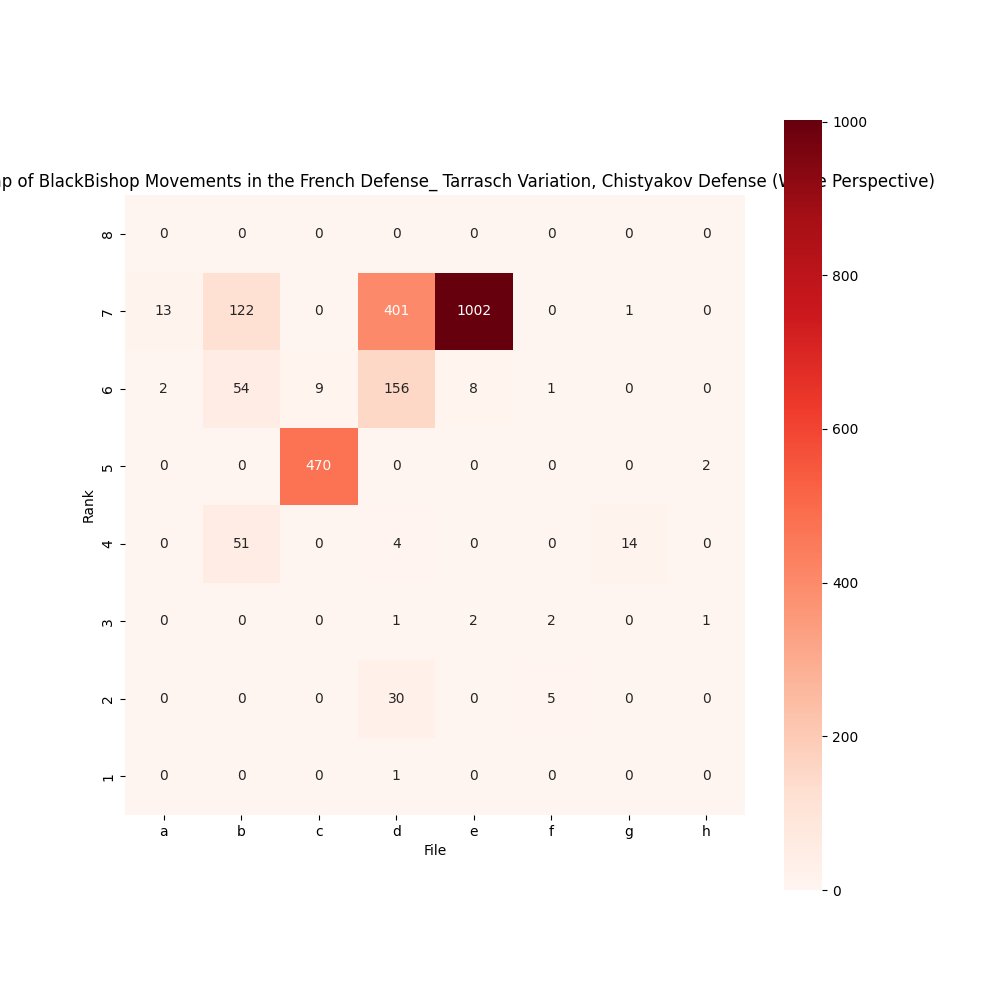 1000
p of BlackBishop Movements in the French Defense_ Tarrasch Variation, Chistyakov Defense (W e Perspective)
8 0 0 0 0 0 0 0 0
800
7 13 122 0 401 1002 0 1 0
6 2 54 9 156 8 1 0 0
600
5 0 0 470 0 0 0 0 2
Rank
4 0 51 0 4 0 0 14 0
400
3 0 0 0 1 2 2 0 1
2 0 0 0 30 0 5 0 0
200
1 0 0 0 1 0 0 0 0
a b c d e f g h
File
0